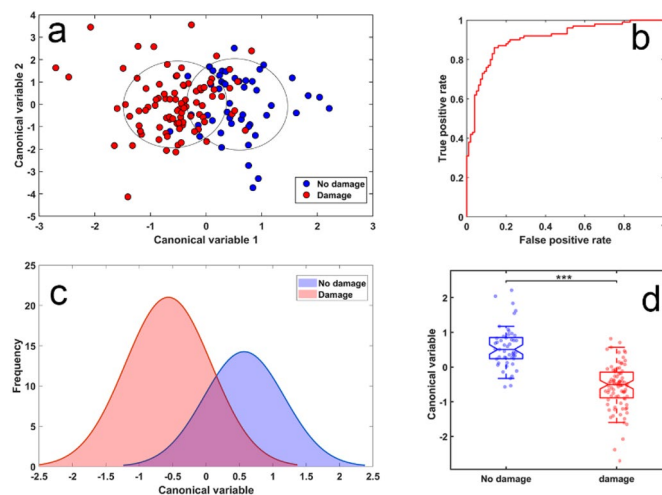 a
4
3
2
1
0
-1
-2
-3
-4
-5
-3 -2 -1 0 1 2 3
Canonical variable 2
Canonical variable 1
No damage
Damage
b
1
0.8
0.6
0.4
0.2
0
0 0.2 0.4 0.6 0.8 1
True positive rate
False positive rate
c
25
20
15
10
5
0
-2.5 -2 -1.5 -1 -0.5 0 0.5 1 1.5 2 2.5
Frequency
Canonical variable
No damage
Damage
d
***
2
1
0
-1
-2
Canonical variable
No damage damage